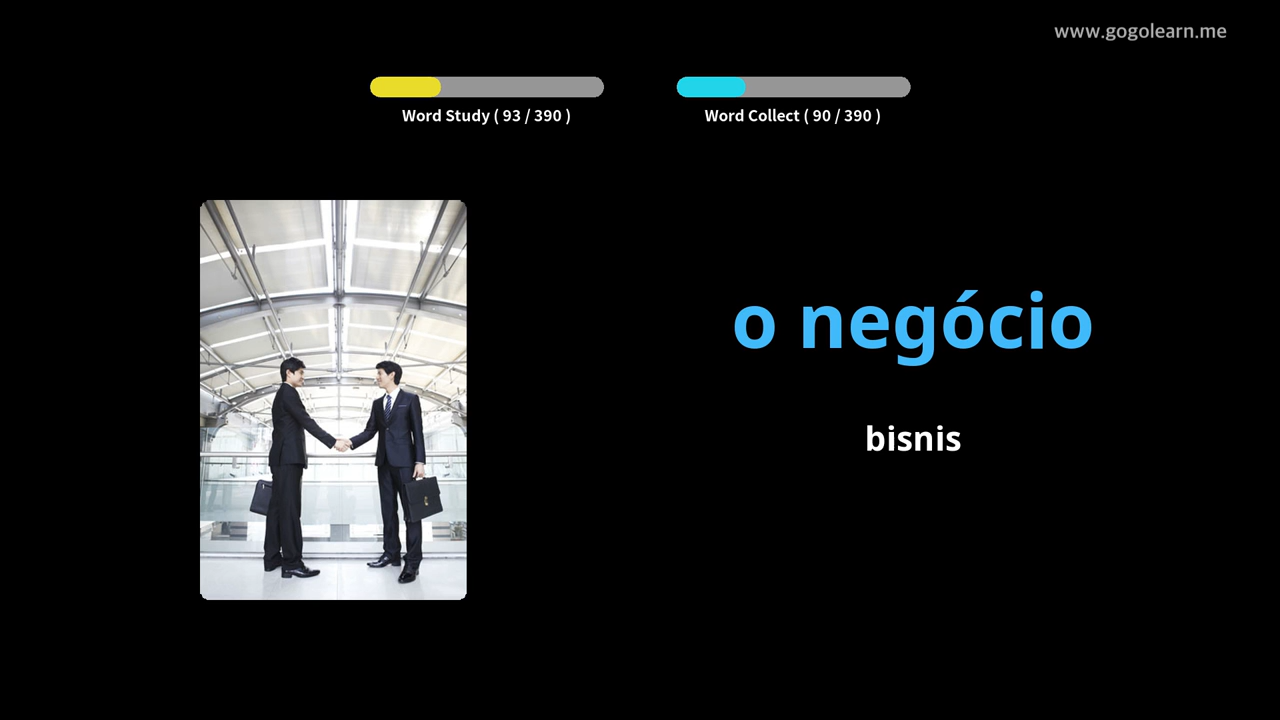 www.gogolearn.me
Word Study ( 93 / 390 )
Word Collect ( 90 / 390 )
o negócio
bisnis